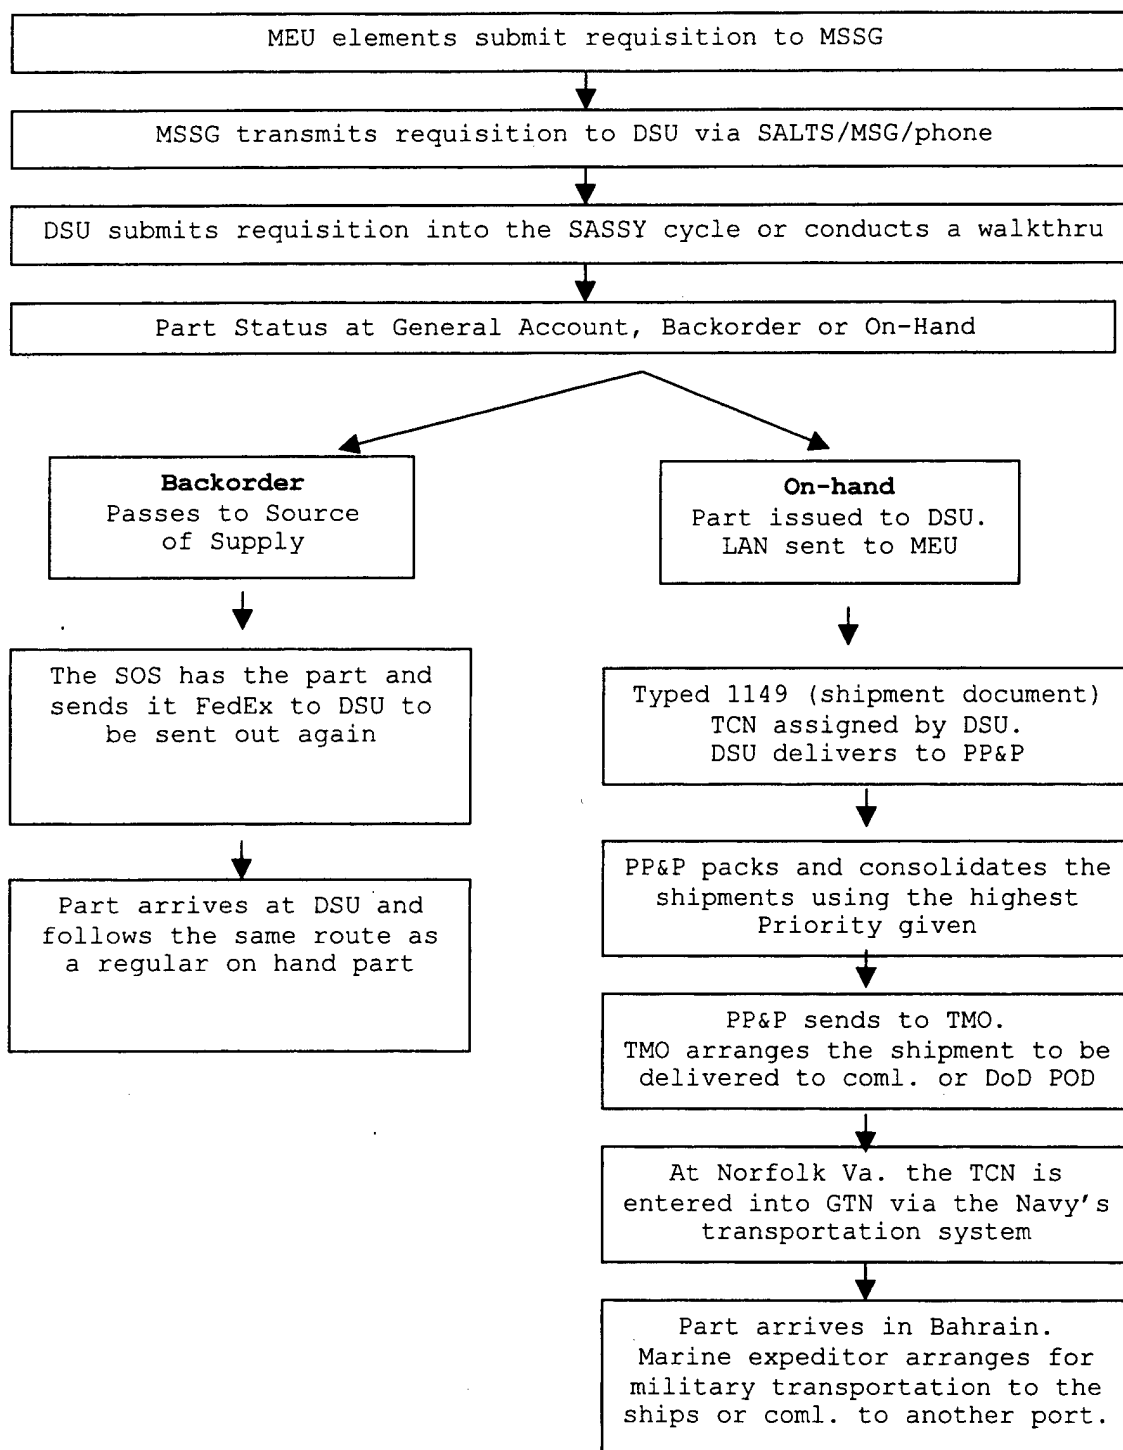 MEU elements submit requisition to MSSG
MSSG transmits requisition to DSU via SALTS/MSG/phone
DSU submits requisition into the SASSY cycle or conducts a walkthru
Part Status at General Account, Backorder or On-Hand
Backorder
Passes to Source
of Supply
The SOS has the part and
sends it FedEx to DSU to
be sent out again
Part arrives at DSU and
follows the same route as
a regular on hand part
On-hand
Part issued to DSU.
LAN sent to MEU
Typed 1149 (shipment document)
TCN assigned by DSU.
DSU delivers to PP&P
PP&P packs and consolidates the
shipments using the highest
Priority given
PP&P sends to TMO.
TMO arranges the shipment to be
delivered to coml. or DoD POD
At Norfolk Va. the TCN is
entered into GTN via the Navy's
transportation system
Part arrives in Bahrain.
Marine expeditor arranges for
military transportation to the
ships or coml. to another port.